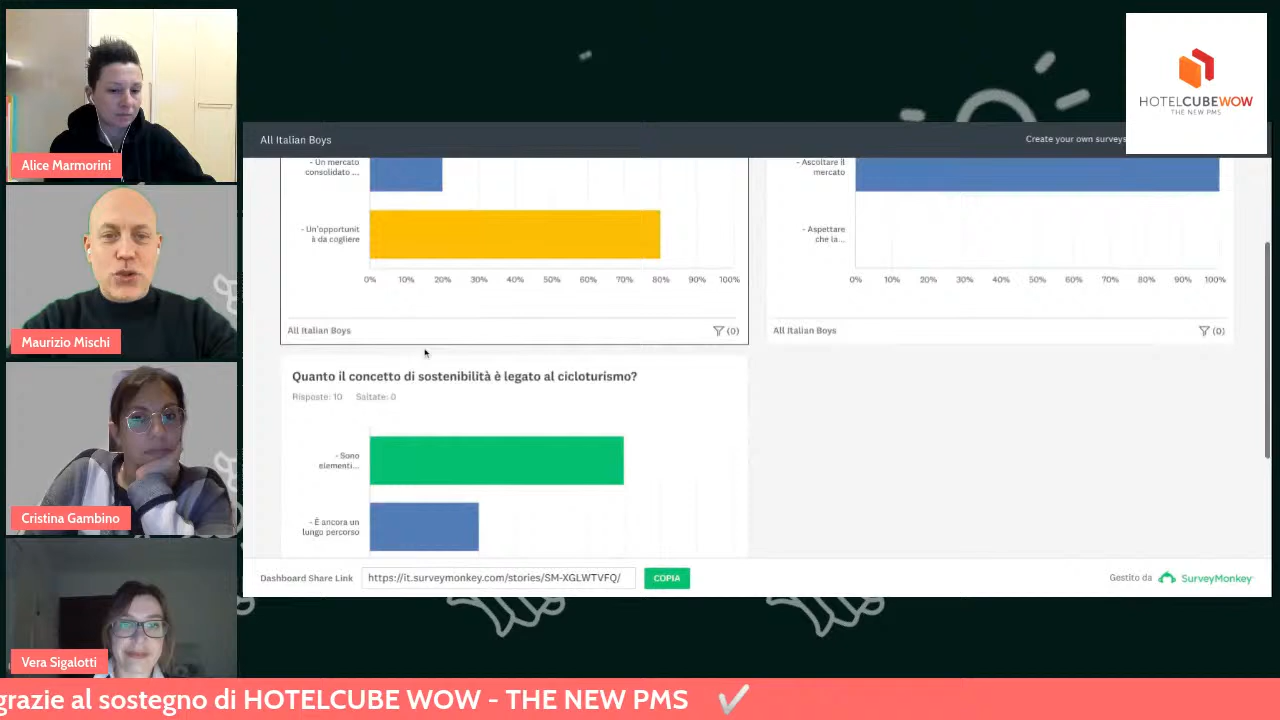 Alice Marmorini
Maurizio Mischi
Cristina Gambino
Vera Sigalotti
HOTELCUBEWOW
THE NEW PMS
All Italian Boys
Create your own surveys
- Un mercato
consolidato ...
- Un'opportunit
à da cogliere
0% 10% 20% 30% 40% 50% 60% 70% 80% 90% 100%
All Italian Boys
(0)
- Ascoltare il
mercato
- Aspettare
che la...
0% 10% 20% 30% 40% 50% 60% 70% 80% 90% 100%
All Italian Boys
(0)
Quanto il concetto di sostenibilità è legato al cicloturismo?
Risposte: 10 Saltate: 0
- Sono
elementi...
- È ancora un
lungo percorso
Dashboard Share Link https://it.surveymonkey.com/stories/SM-XGLWTVFQ/ COPIA
Gestito da SurveyMonkey
grazie al sostegno di HOTELCUBE WOW - THE NEW PMS